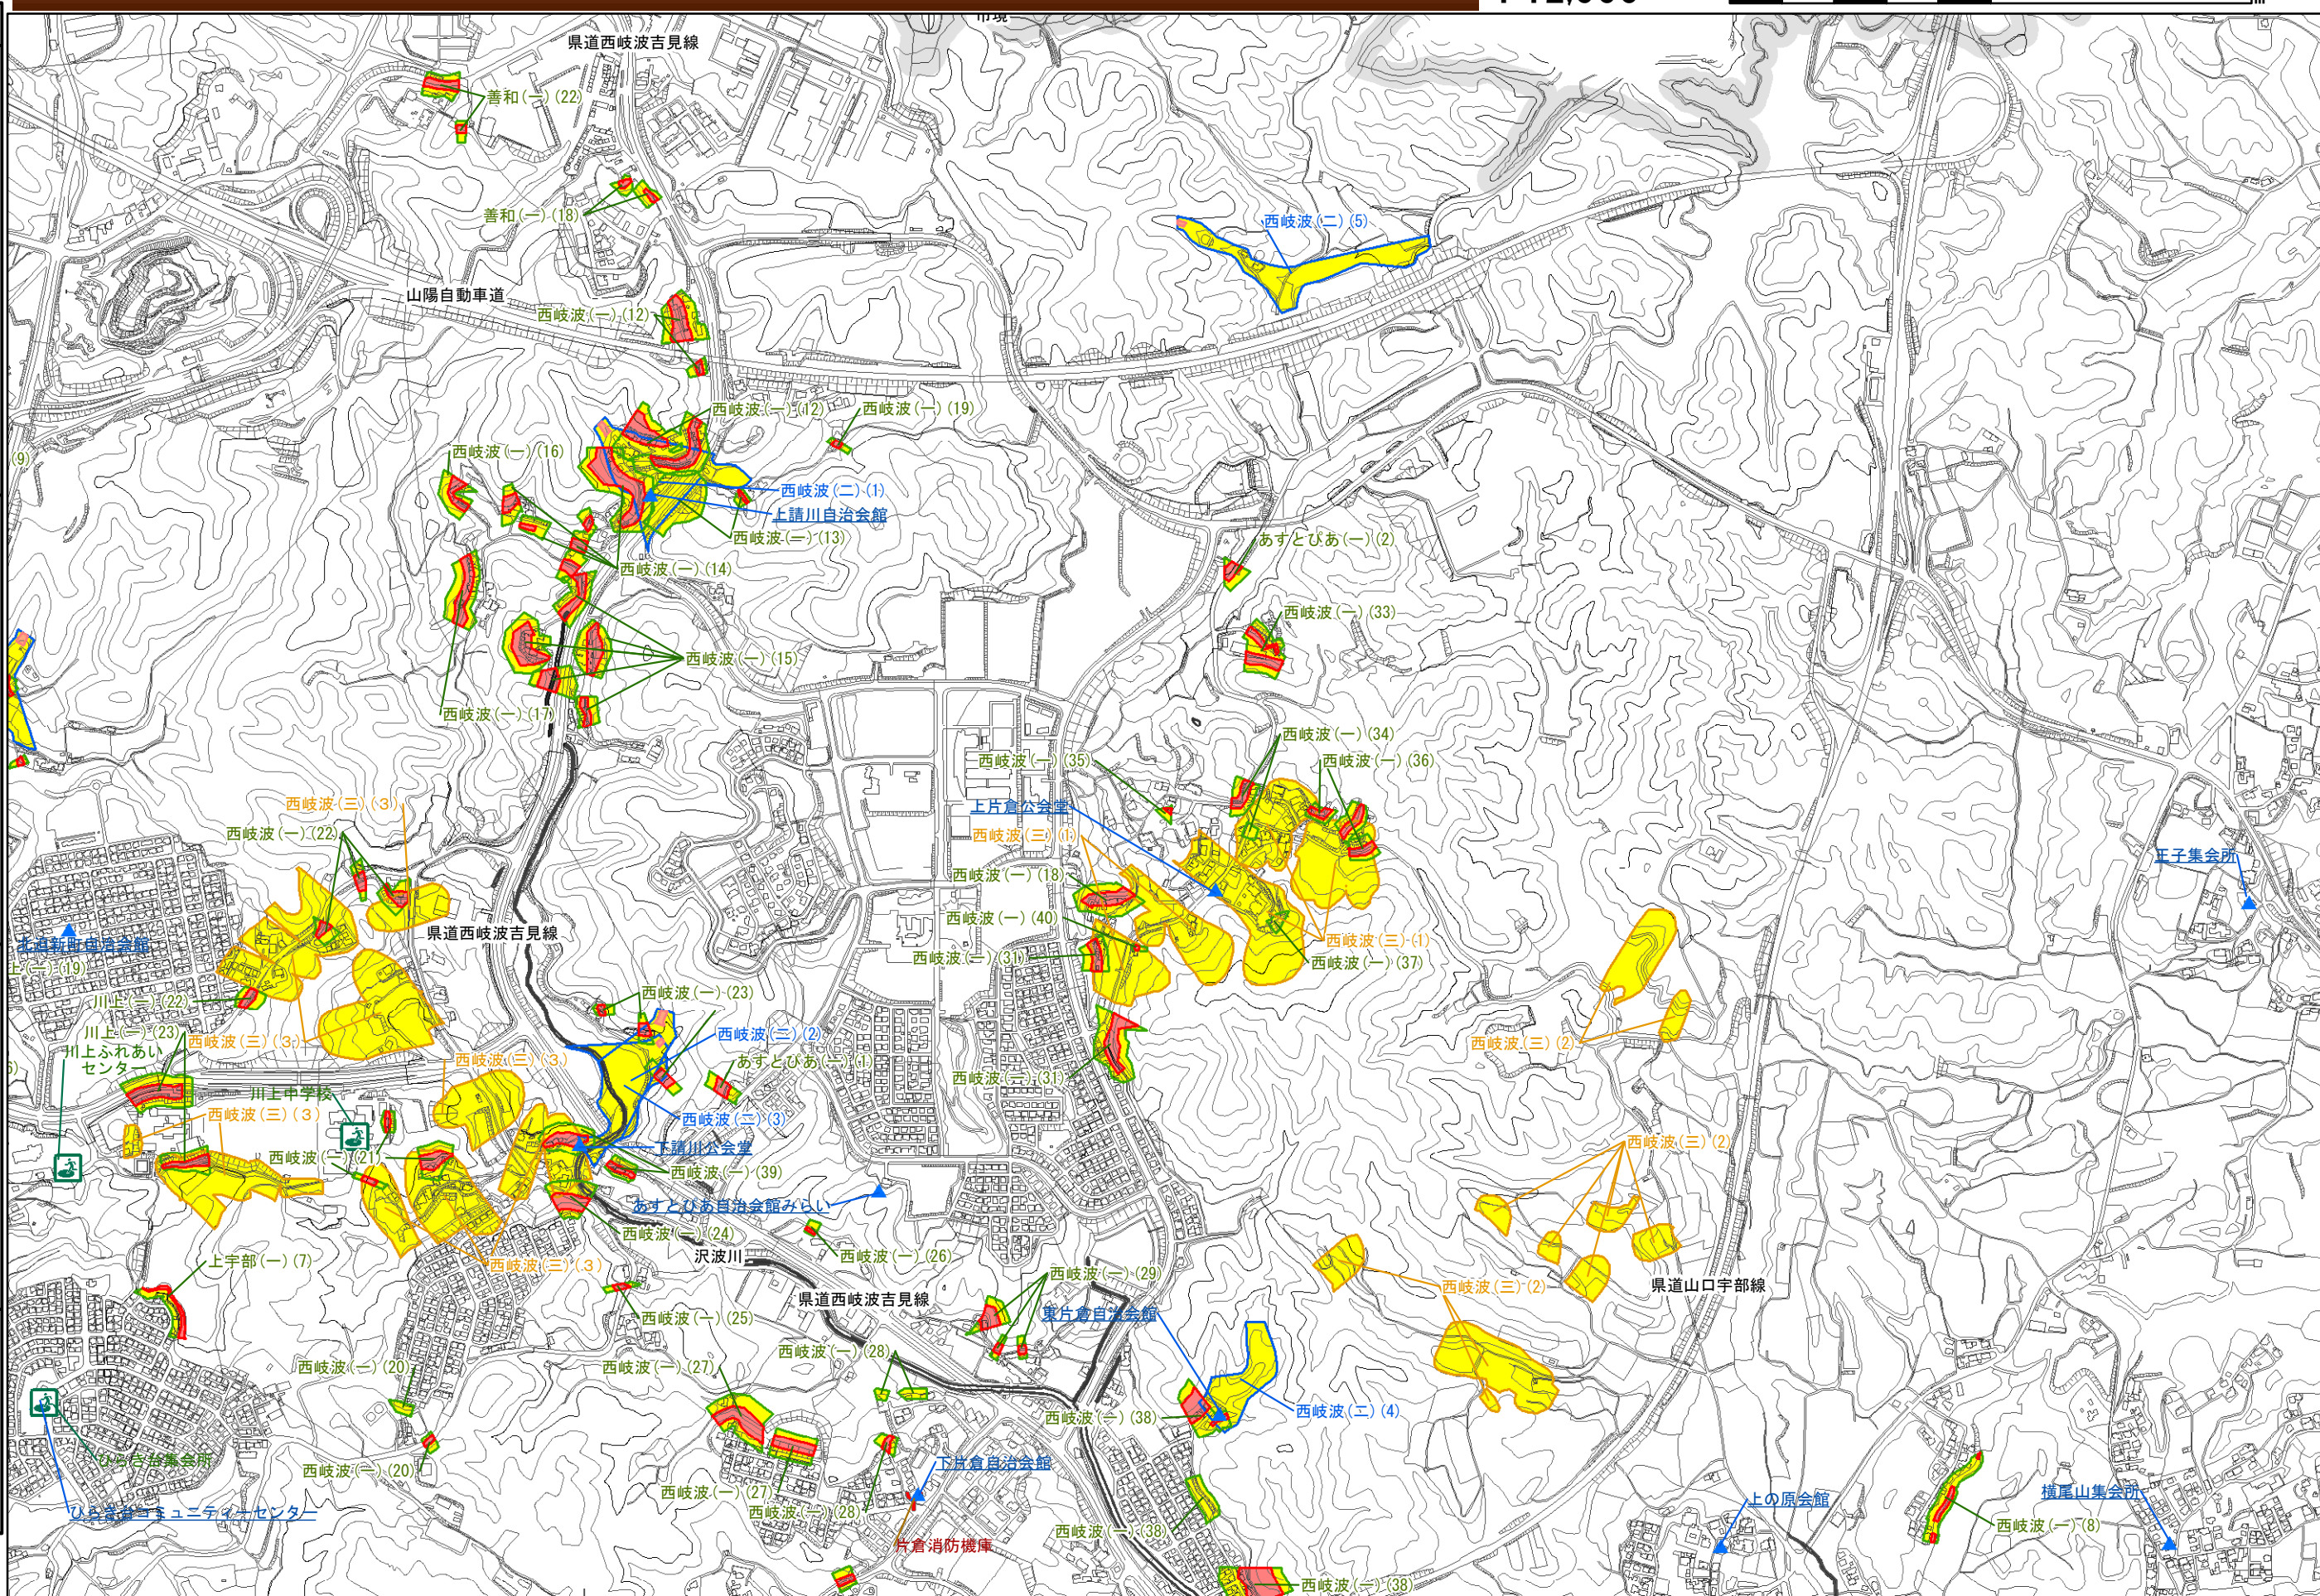 県道西岐波吉見線
善和(一)(22)
善和(一)(18)
西岐波(二)(5)
山陽自動車道
西岐波(一)(12)
西岐波(一)(12)
西岐波(一)(19)
(9)
西岐波(一)(16)
西岐波(二)(1)
上請川自治会館
西岐波(一)(13)
あすとぴあ(一)(2)
西岐波(一)(14)
西岐波(一)(33)
西岐波(一)(15)
西岐波(一)(17)
西岐波(一)(34)
西岐波(一)(35)
西岐波(一)(36)
西岐波(三)(3)
上片倉公会堂
西岐波(一)(22)
西岐波(三)(1)
王子集会所
西岐波(一)(18)
西岐波(一)(40)
県道西岐波吉見線
北迫新町自治会館
西岐波(三)(1)
西岐波(一)(31)
西岐波(一)(37)
上(一)(19)
川上(一)(22)
西岐波(一)(23)
川上(一)(23)
西岐波(二)(2)
西岐波(三)(3)
西岐波(三)(2)
川上ふれあい
センター
西岐波(三)(3)
あすとぴあ(一)(1)
西岐波(一)(31)
川上中学校
西岐波(三)(3)
西岐波(二)(3)
西岐波(三)(2)
下請川公会堂
西岐波(一)(21)
西岐波(一)(39)
あすとぴあ自治会館みらい
西岐波(一)(24)
沢波川
西岐波(一)(26)
上宇部(一)(7)
西岐波(三)(3)
西岐波(一)(29)
西岐波(三)(2)
県道山口宇部線
県道西岐波吉見線
東片倉自治会館
西岐波(一)(25)
西岐波(一)(28)
西岐波(一)(20)
西岐波(一)(27)
西岐波(二)(4)
西岐波(一)(38)
ひらき台集会所
西岐波(一)(20)
下片倉自治会館
西岐波(一)(27)
上の原会館
横尾山集会所
ひらき台コミュニティーセンター
西岐波(一)(28)
西岐波(一)(8)
西岐波(一)(38)
片倉消防機庫
西岐波(一)(38)